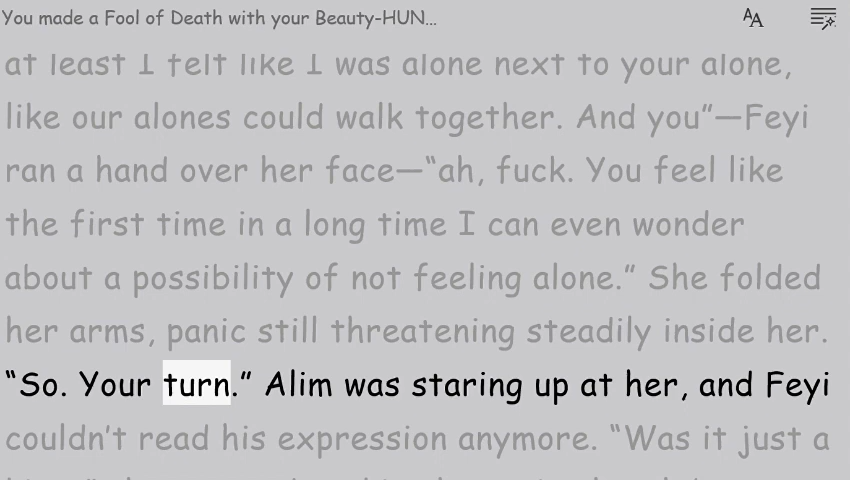 You made a Fool of Death with your Beauty-HUN...
at least I felt like I was alone next to your alone,
like our alones could walk together. And you”—Feyi
ran a hand over her face—“ah, fuck. You feel like
the first time in a long time I can even wonder
about a possibility of not feeling alone.” She folded
her arms, panic still threatening steadily inside her.
“So. Your turn.” Alim was staring up at her, and Feyi
couldn’t read his expression anymore. “Was it just a